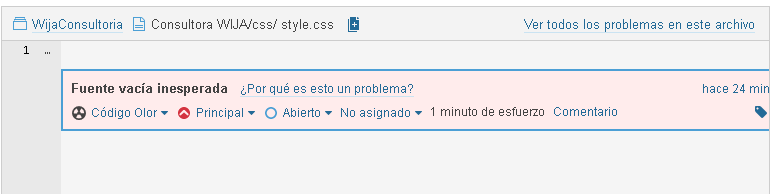 WijaConsultoria Consultora WIJA/css/ style.css Ver todos los problemas en este archivo
1 …
Fuente vacía inesperada ¿Por qué es esto un problema? hace 24 min
Código Olor Principal Abierto No asignado 1 minuto de esfuerzo Comentario